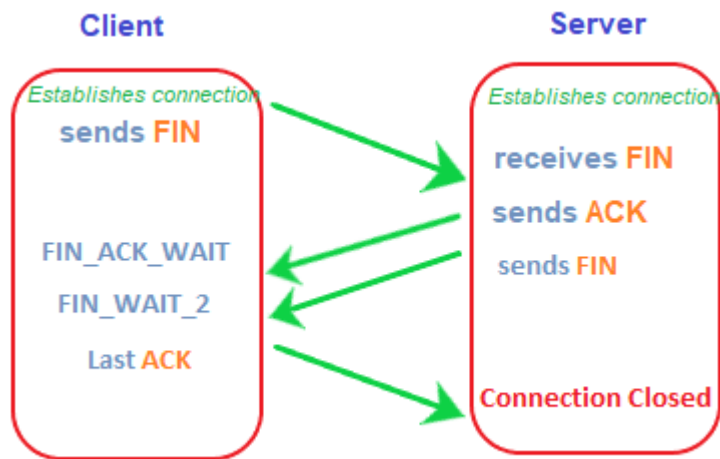 Client
Establishes connection
sends FIN
FIN_ACK_WAIT
FIN_WAIT_2
Last ACK
Server
Establishes connection
receives FIN
sends ACK
sends FIN
Connection Closed